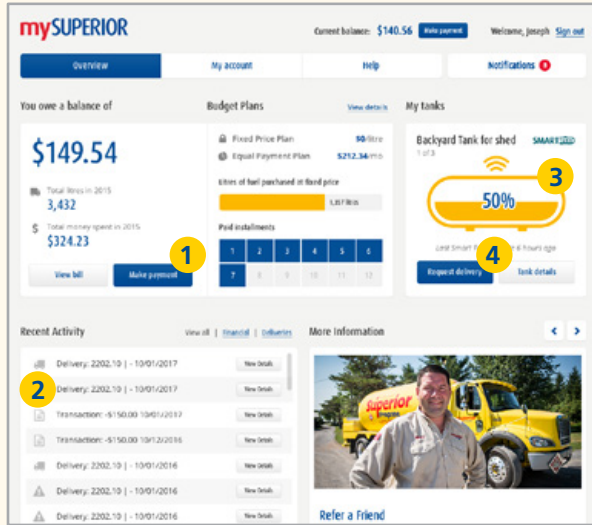 mySUPERIOR
Current balance: $140.56 Make payment Welcome, Joseph Sign out
Overview My account Help Notifications
You owe a balance of
$149.54
Total litres in 2015
3,432
Total money spent in 2015
$324.23
View bill Make payment
1
Budget Plans View details
Fixed Price Plan $0/litre
Equal Payment Plan $212.34/mo
Litres of fuel purchased at fixed price
Paid installments
1 2 3 4 5 6
7 8 9 10 11 12
My tanks
Backyard Tank for shed SMART
1 of 3
3
50%
Last Smart 6 hours ago
4
Request delivery Tank details
Recent Activity View all | Financial | Deliveries
Delivery: 2202.10 | - 10/01/2017 View Details
2
Delivery: 2202.10 | - 10/01/2017 View Details
Transaction: -$150.00 10/01/2017 View Details
Transaction: -$150.00 10/12/2016 View Details
Delivery: 2202.10 | - 10/01/2016 View Details
Delivery: 2202.10 | - 10/01/2016 View Details
Delivery: 2202.10 | - 10/01/2016 View Details
More Information
Superior
Refer a Friend